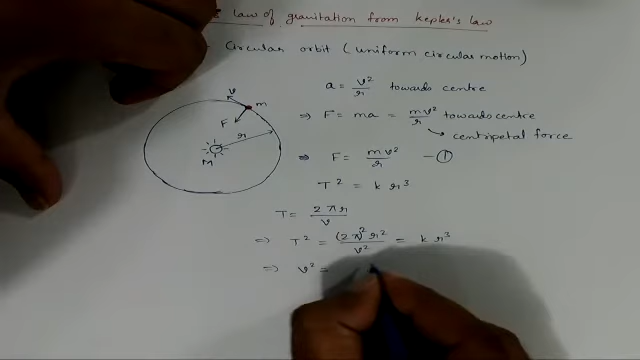 law of gravitation from Kepler's law
Circular orbit (uniform circular motion)
a = v²/r towards centre
⇒ F = ma = mv²/r towards centre
centripetal force
⇒ F = mv²/r — ①
T² = k r³
T = 2πr/v
⇒ T² = (2π)² r²/v² = k r³
⇒ v² =
v
m
F
r
M